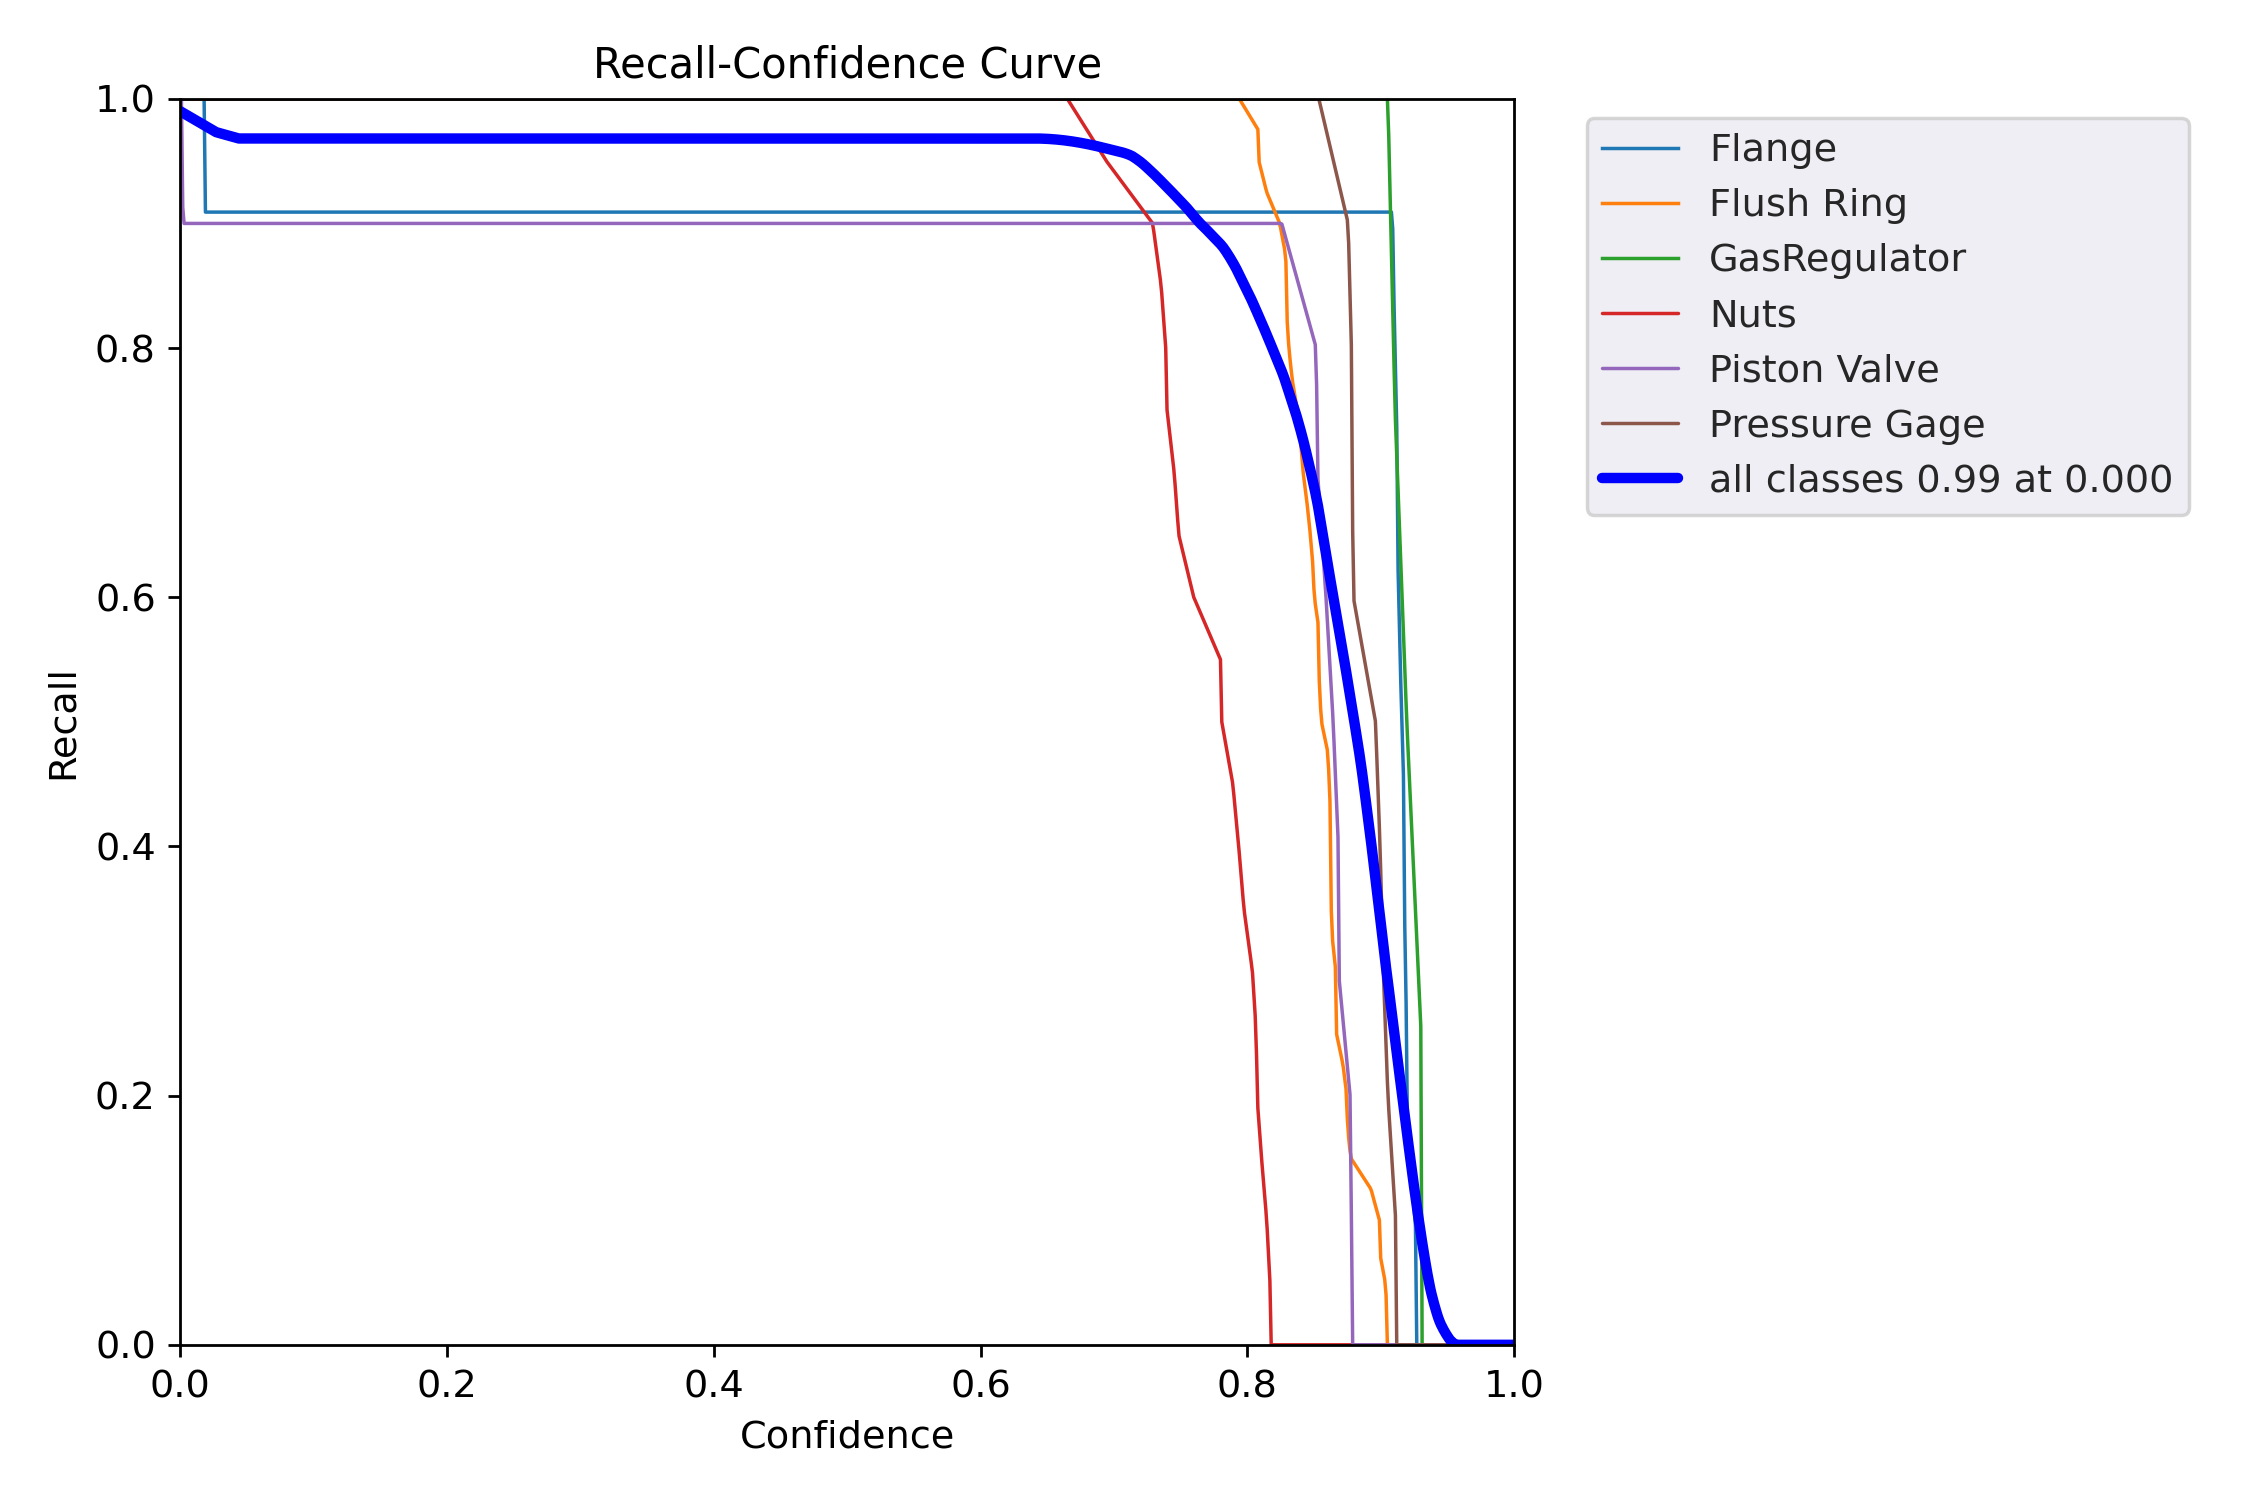 Recall-Confidence Curve
1.0
0.8
0.6
0.4
0.2
0.0
Recall
0.0 0.2 0.4 0.6 0.8 1.0
Confidence
Flange
Flush Ring
GasRegulator
Nuts
Piston Valve
Pressure Gage
all classes 0.99 at 0.000